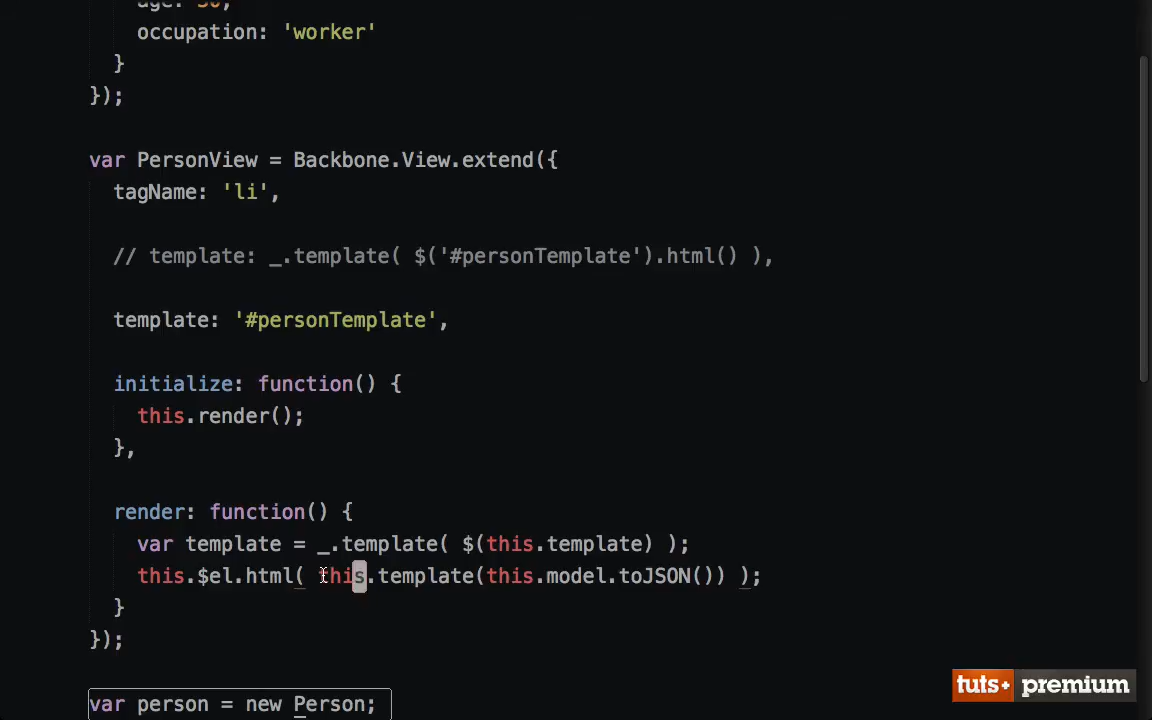 age: 30,
occupation: 'worker'
}
});
var PersonView = Backbone.View.extend({
tagName: 'li',
// template: _.template( $('#personTemplate').html() ),
template: '#personTemplate',
initialize: function() {
this.render();
},
render: function() {
var template = _.template( $(this.template) );
this.$el.html( this.template(this.model.toJSON()) );
}
});
var person = new Person;
tuts+ premium